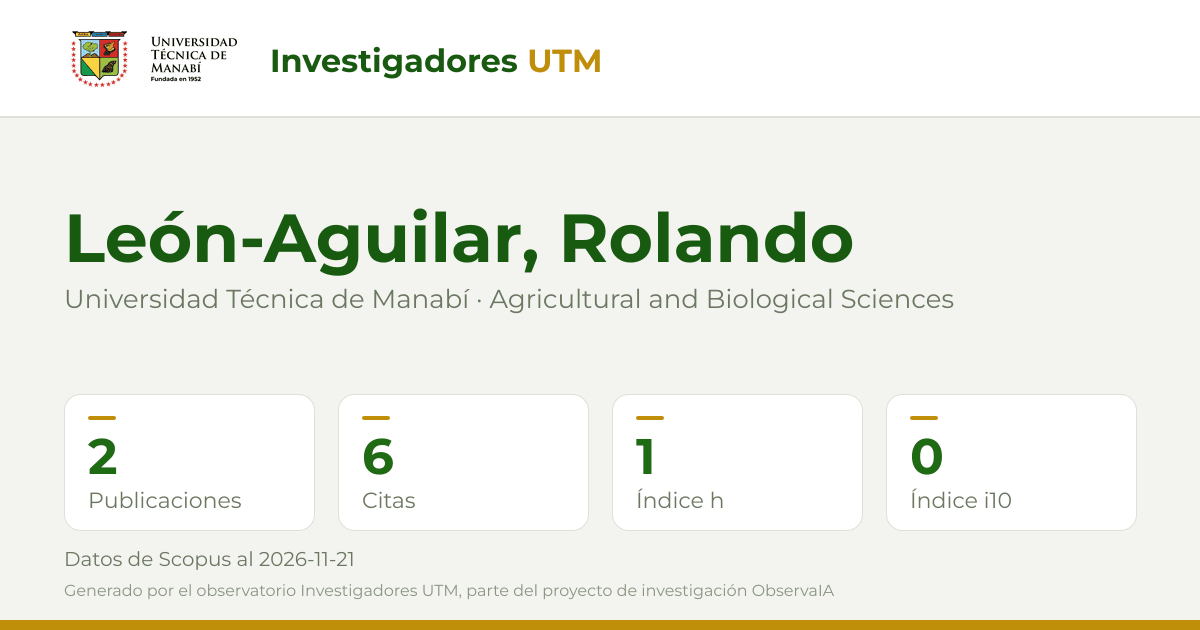 UNIVERSIDAD
TÉCNICA DE
MANABÍ
Fundada en 1952
Investigadores UTM
León-Aguilar, Rolando
Universidad Técnica de Manabí · Agricultural and Biological Sciences
2
Publicaciones
6
Citas
1
Índice h
0
Índice i10
Datos de Scopus al 2026-11-21
Generado por el observatorio Investigadores UTM, parte del proyecto de investigación ObservaIA